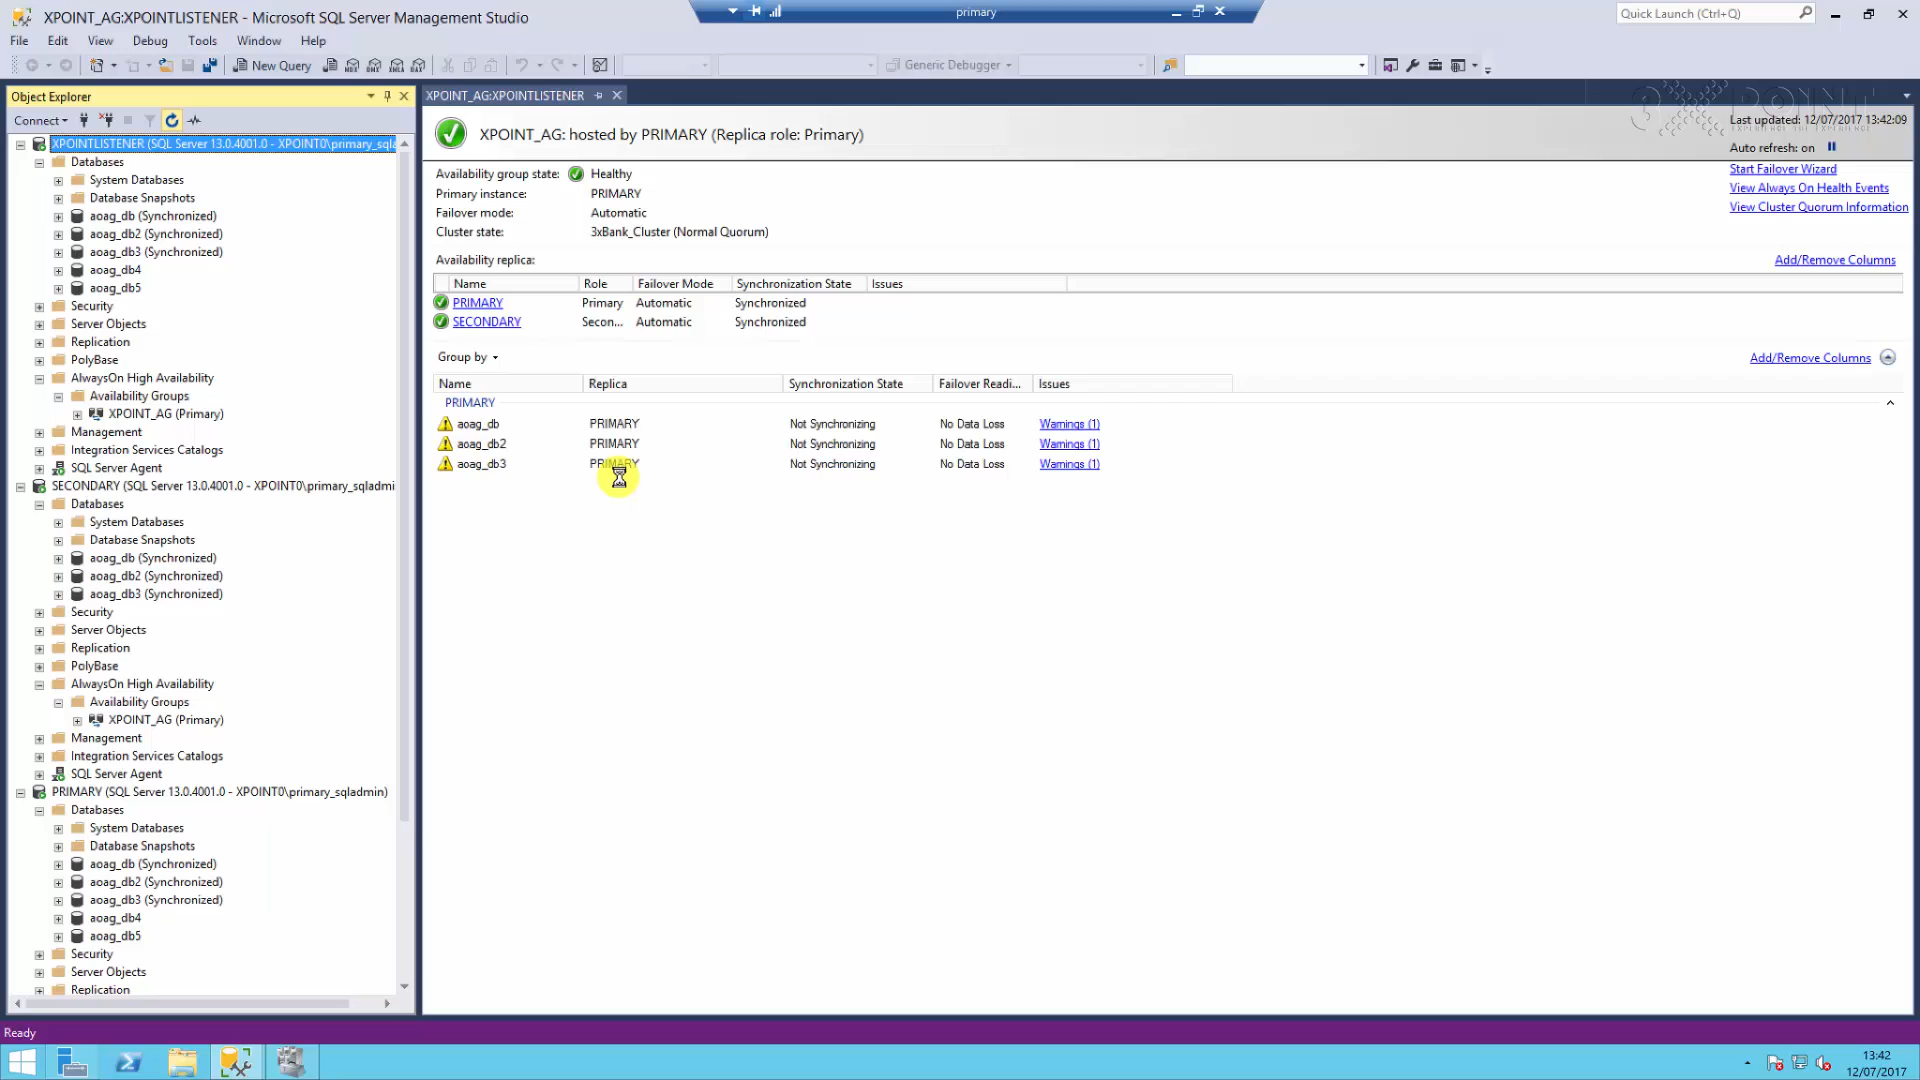 XPOINT_AG:XPOINTLISTENER - Microsoft SQL Server Management Studio
primary
Quick Launch (Ctrl+Q)
File Edit View Debug Tools Window Help
New Query
Generic Debugger
Object Explorer
Connect
XPOINTLISTENER (SQL Server 13.0.4001.0 - XPOINT0\primary_sqla
Databases
System Databases
Database Snapshots
aoag_db (Synchronized)
aoag_db2 (Synchronized)
aoag_db3 (Synchronized)
aoag_db4
aoag_db5
Security
Server Objects
Replication
PolyBase
AlwaysOn High Availability
Availability Groups
XPOINT_AG (Primary)
Management
Integration Services Catalogs
SQL Server Agent
SECONDARY (SQL Server 13.0.4001.0 - XPOINT0\primary_sqladmi
Databases
System Databases
Database Snapshots
aoag_db (Synchronized)
aoag_db2 (Synchronized)
aoag_db3 (Synchronized)
Security
Server Objects
Replication
PolyBase
AlwaysOn High Availability
Availability Groups
XPOINT_AG (Primary)
Management
Integration Services Catalogs
SQL Server Agent
PRIMARY (SQL Server 13.0.4001.0 - XPOINT0\primary_sqladmin)
Databases
System Databases
Database Snapshots
aoag_db (Synchronized)
aoag_db2 (Synchronized)
aoag_db3 (Synchronized)
aoag_db4
aoag_db5
Security
Server Objects
Replication
XPOINT_AG:XPOINTLISTENER
XPOINT_AG: hosted by PRIMARY (Replica role: Primary)
Last updated: 12/07/2017 13:42:09
Auto refresh: on
Start Failover Wizard
View Always On Health Events
View Cluster Quorum Information
Availability group state: Healthy
Primary instance: PRIMARY
Failover mode: Automatic
Cluster state: 3xBank_Cluster (Normal Quorum)
Availability replica:
Add/Remove Columns
Name Role Failover Mode Synchronization State Issues
PRIMARY Primary Automatic Synchronized
SECONDARY Secon... Automatic Synchronized
Group by
Add/Remove Columns
Name Replica Synchronization State Failover Readi... Issues
PRIMARY
aoag_db PRIMARY Not Synchronizing No Data Loss Warnings (1)
aoag_db2 PRIMARY Not Synchronizing No Data Loss Warnings (1)
aoag_db3 PRIMARY Not Synchronizing No Data Loss Warnings (1)
Ready
13:42
12/07/2017